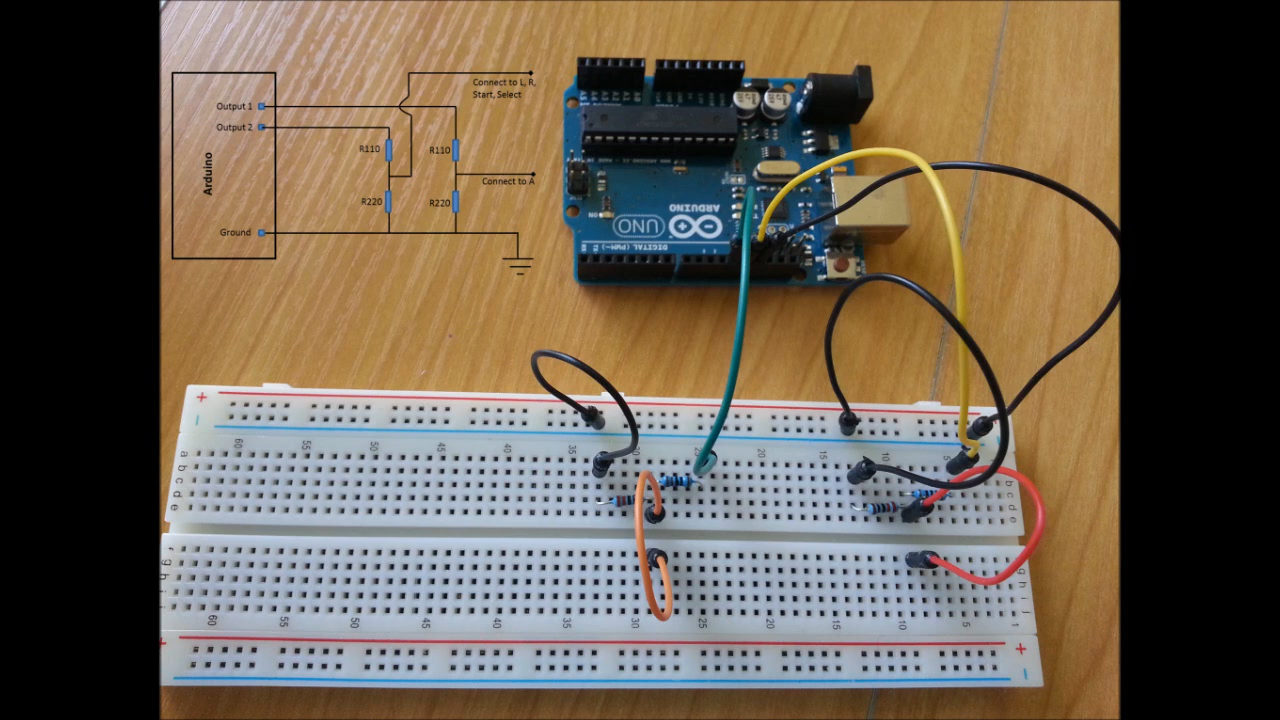 Connect to L, R,
Start, Select
Output 1
Output 2
Arduino
R110
R110
Connect to A
R220
R220
Ground
ARDUINO
UNO
ON
TX
DIGITAL (PWM~)
+
+
-
-
60
55
50
45
40
35
30
25
20
15
10
5
a
b
c
d
e
b
c
d
e
f
g
h
i
j
g
h
i
60
55
50
45
40
35
30
25
20
15
10
5
1
+
+
-
-